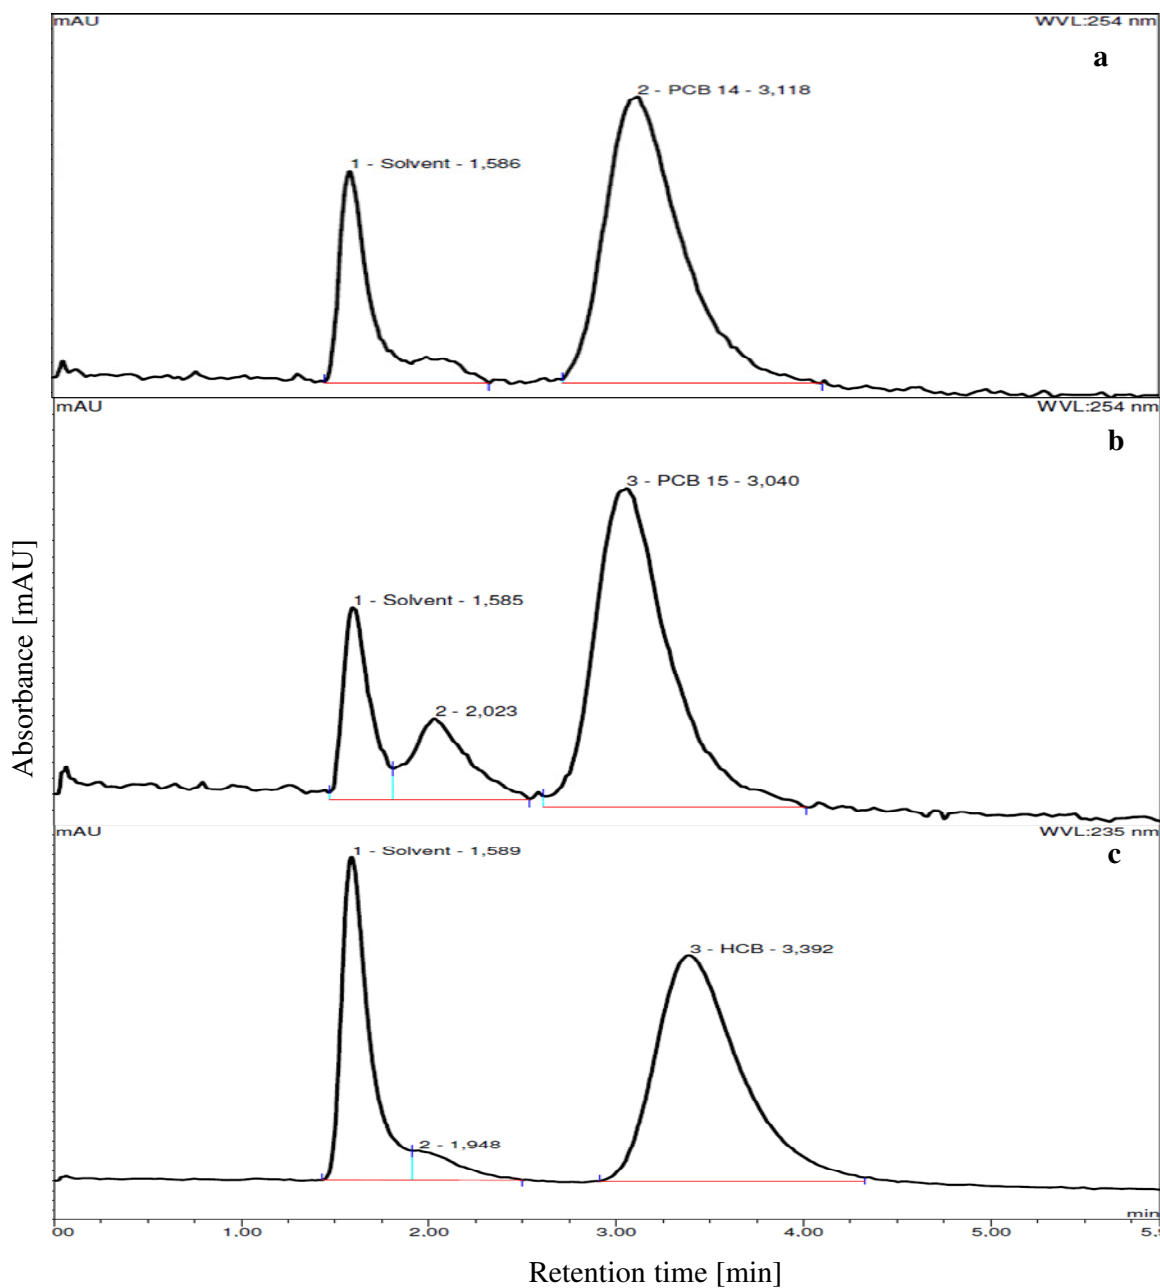 mAU WVL:254 nm
a
2 - PCB 14 - 3,118
1 - Solvent - 1,586
mAU WVL:254 nm
b
3 - PCB 15 - 3,040
1 - Solvent - 1,585
2 - 2,023
Absorbance [mAU]
mAU WVL:235 nm
c
1 - Solvent - 1,589
3 - HCB - 3,392
2 - 1,948
min
00 1.00 2.00 3.00 4.00 5.00 5.9
Retention time [min]